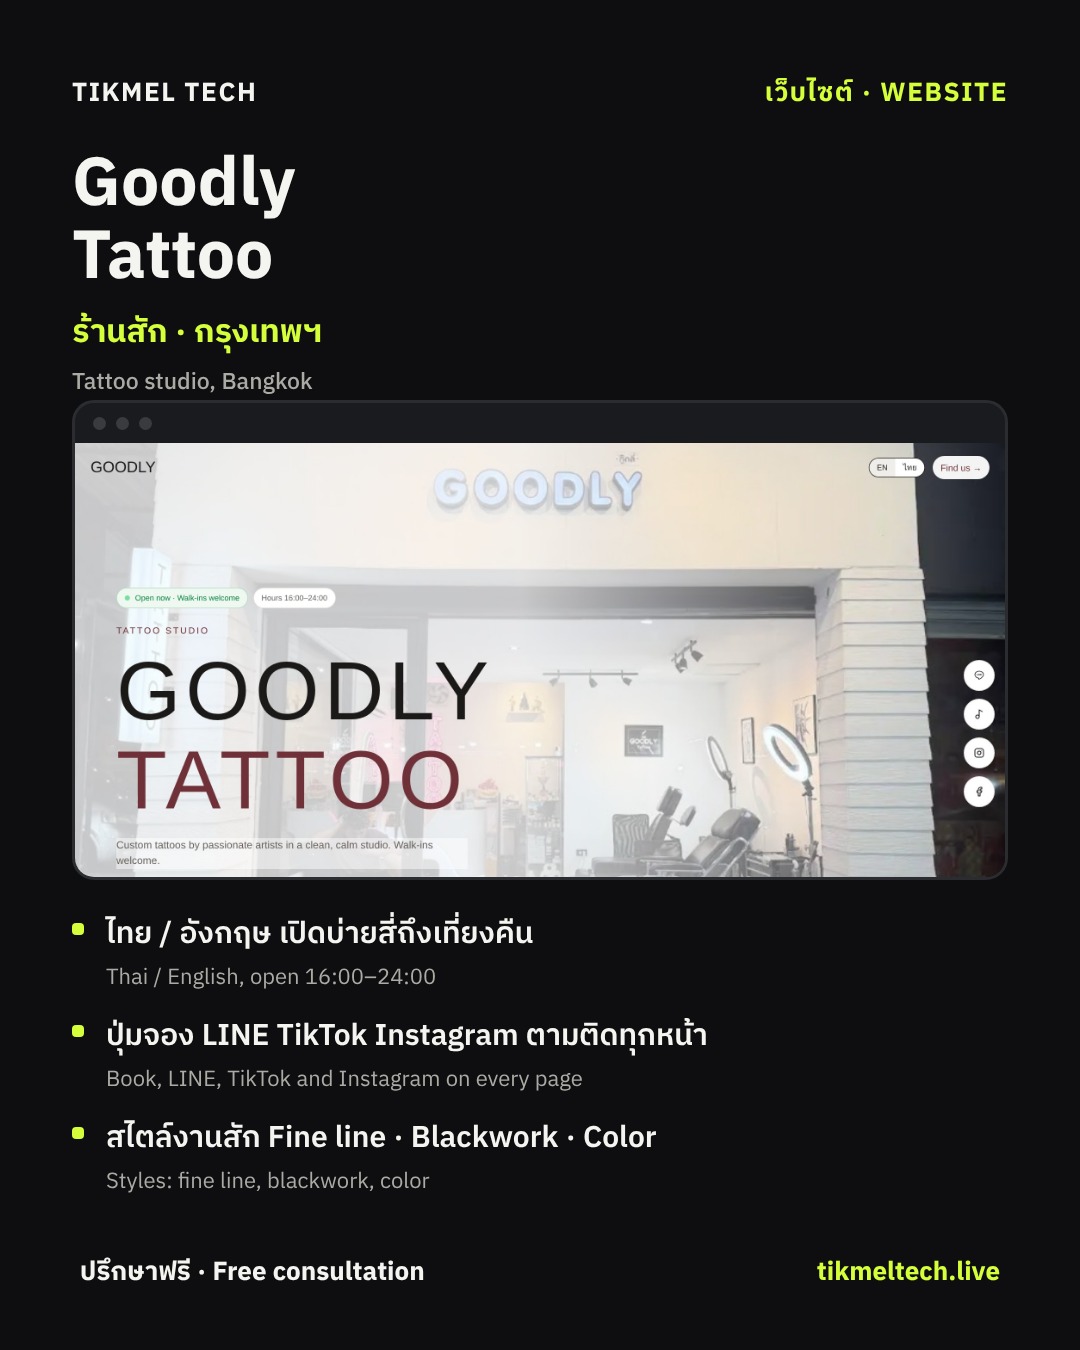 TIKMEL TECH
เว็บไซต์ · WEBSITE
Goodly
Tattoo
ร้านสัก · กรุงเทพฯ
Tattoo studio, Bangkok
GOODLY
GOODLY
EN ไทย
Find us →
Open now · Walk-ins welcome
Hours 16:00–24:00
TATTOO STUDIO
GOODLY
TATTOO
Custom tattoos by passionate artists in a clean, calm studio. Walk-ins
welcome.
ไทย / อังกฤษ เปิดบ่ายสี่ถึงเที่ยงคืน
Thai / English, open 16:00–24:00
ปุ่มจอง LINE TikTok Instagram ตามติดทุกหน้า
Book, LINE, TikTok and Instagram on every page
สไตล์งานสัก Fine line · Blackwork · Color
Styles: fine line, blackwork, color
ปรึกษาฟรี · Free consultation
tikmeltech.live